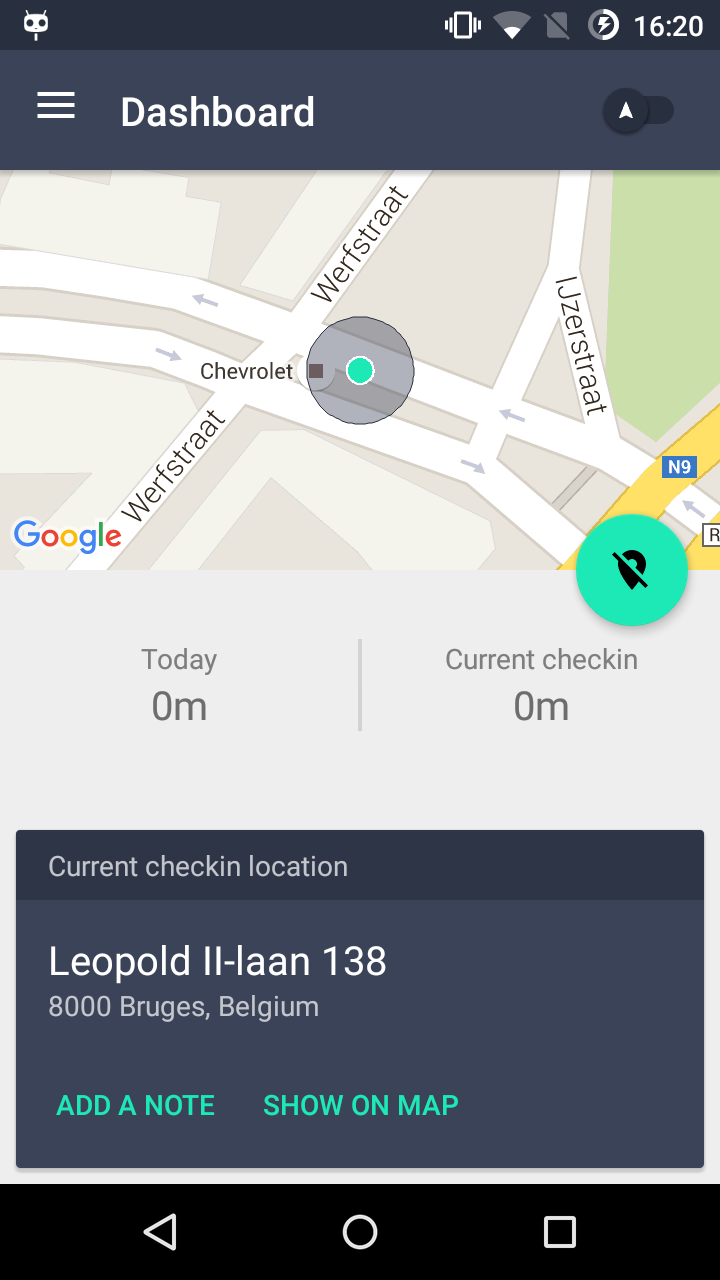 16:20
Dashboard
Werfstraat
IJzerstraat
Chevrolet
Werfstraat
N9
R
Google
Today
0m
Current checkin
0m
Current checkin location
Leopold II-laan 138
8000 Bruges, Belgium
ADD A NOTE
SHOW ON MAP